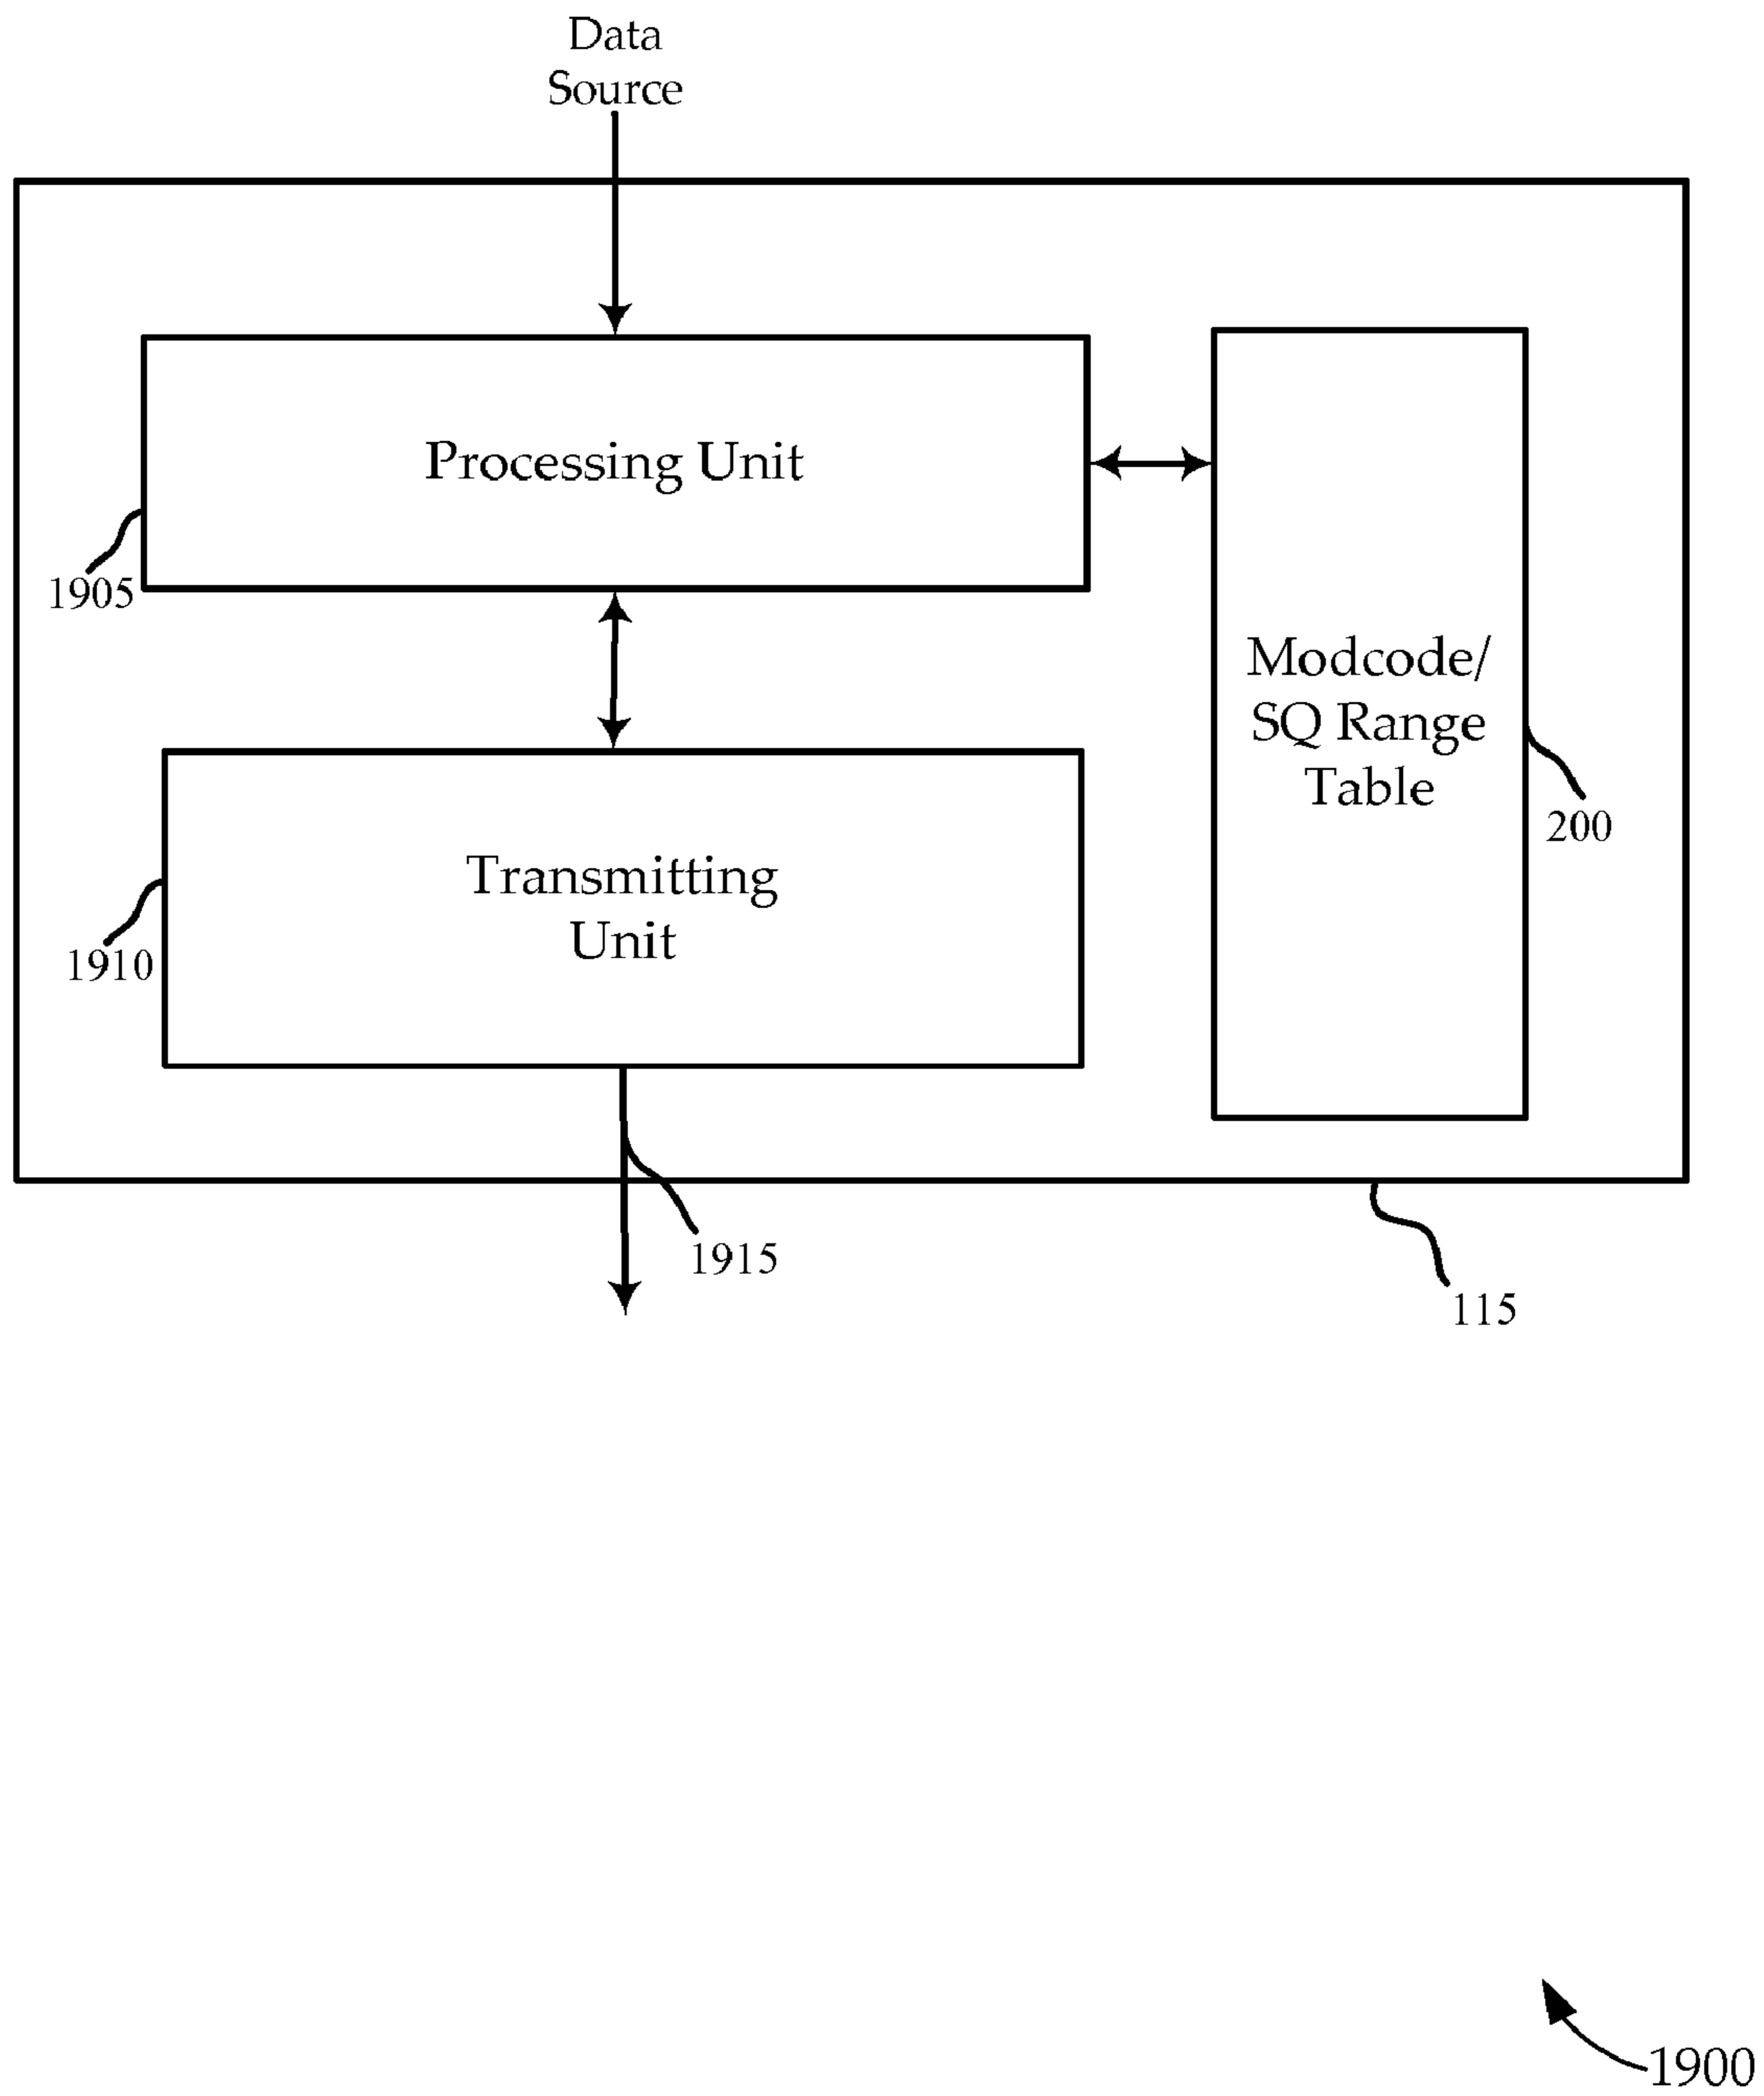 Data
Source
Processing Unit
1905
Modcode/
SQ Range
Table
200
Transmitting
Unit
1910
1915
115
1900